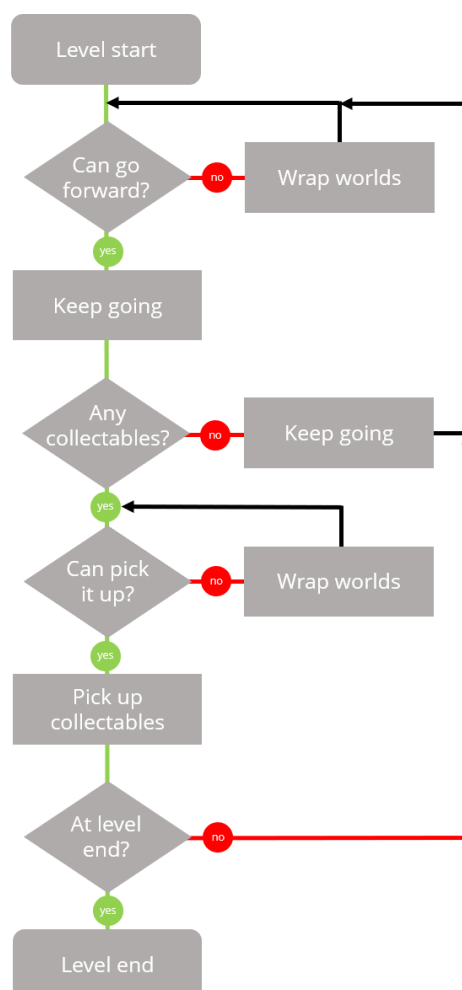 Level start
Can go
forward?
no
Wrap worlds
yes
Keep going
Any
collectables?
no
Keep going
yes
Can pick
it up?
no
Wrap worlds
yes
Pick up
collectables
At level
end?
no
yes
Level end